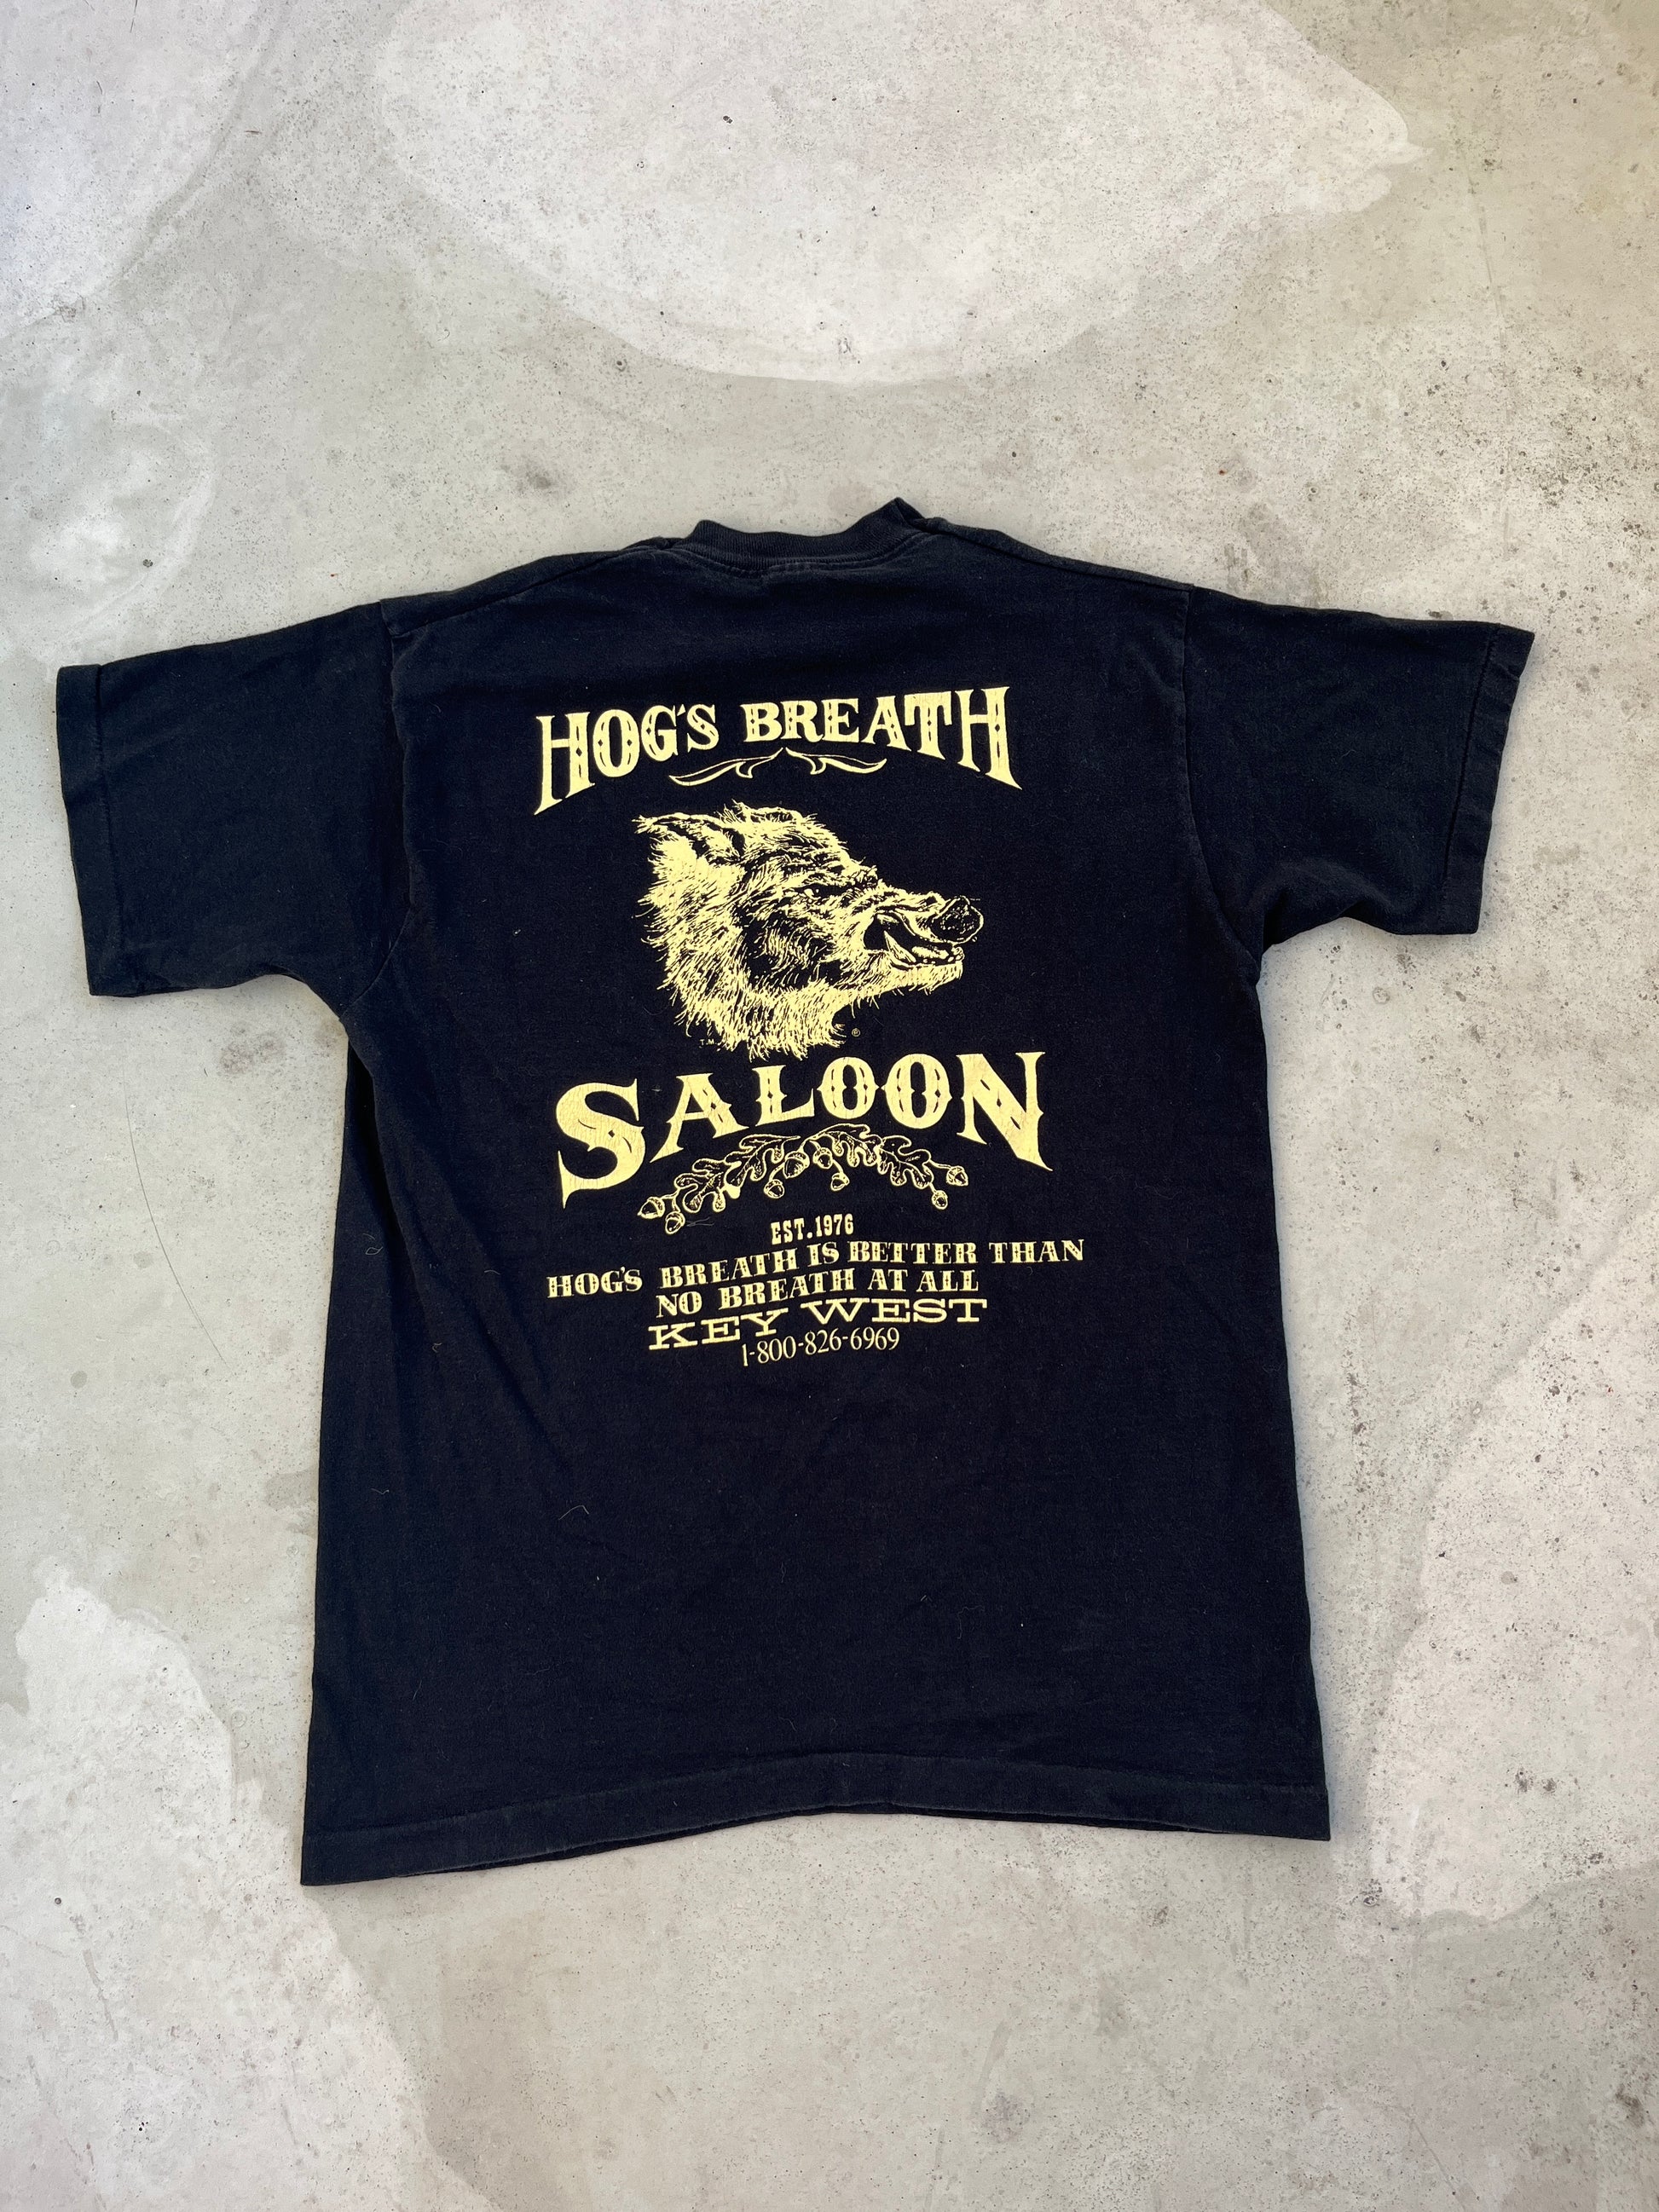 HOG'S BREATH
T.M. ®
SALOON
EST. 1976
HOG'S BREATH IS BETTER THAN
NO BREATH AT ALL
KEY WEST
1-800-826-6969